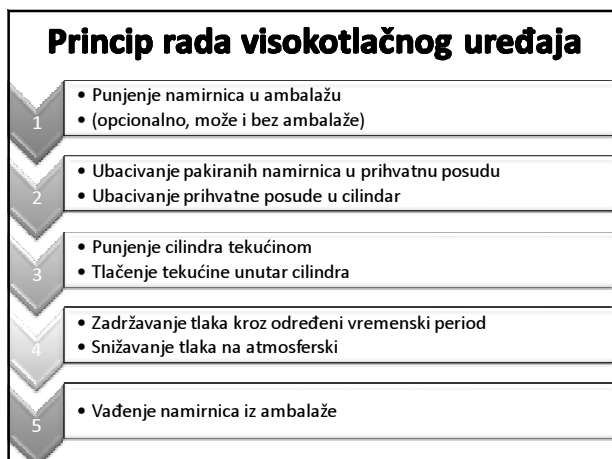 Princip rada visokotlačnog uređaja
1
• Punjenje namirnica u ambalažu
• (opcionalno, može i bez ambalaže)
2
• Ubacivanje pakiranih namirnica u prihvatnu posudu
• Ubacivanje prihvatne posude u cilindar
3
• Punjenje cilindra tekućinom
• Tlačenje tekućine unutar cilindra
4
• Zadržavanje tlaka kroz određeni vremenski period
• Snižavanje tlaka na atmosferski
5
• Vađenje namirnica iz ambalaže